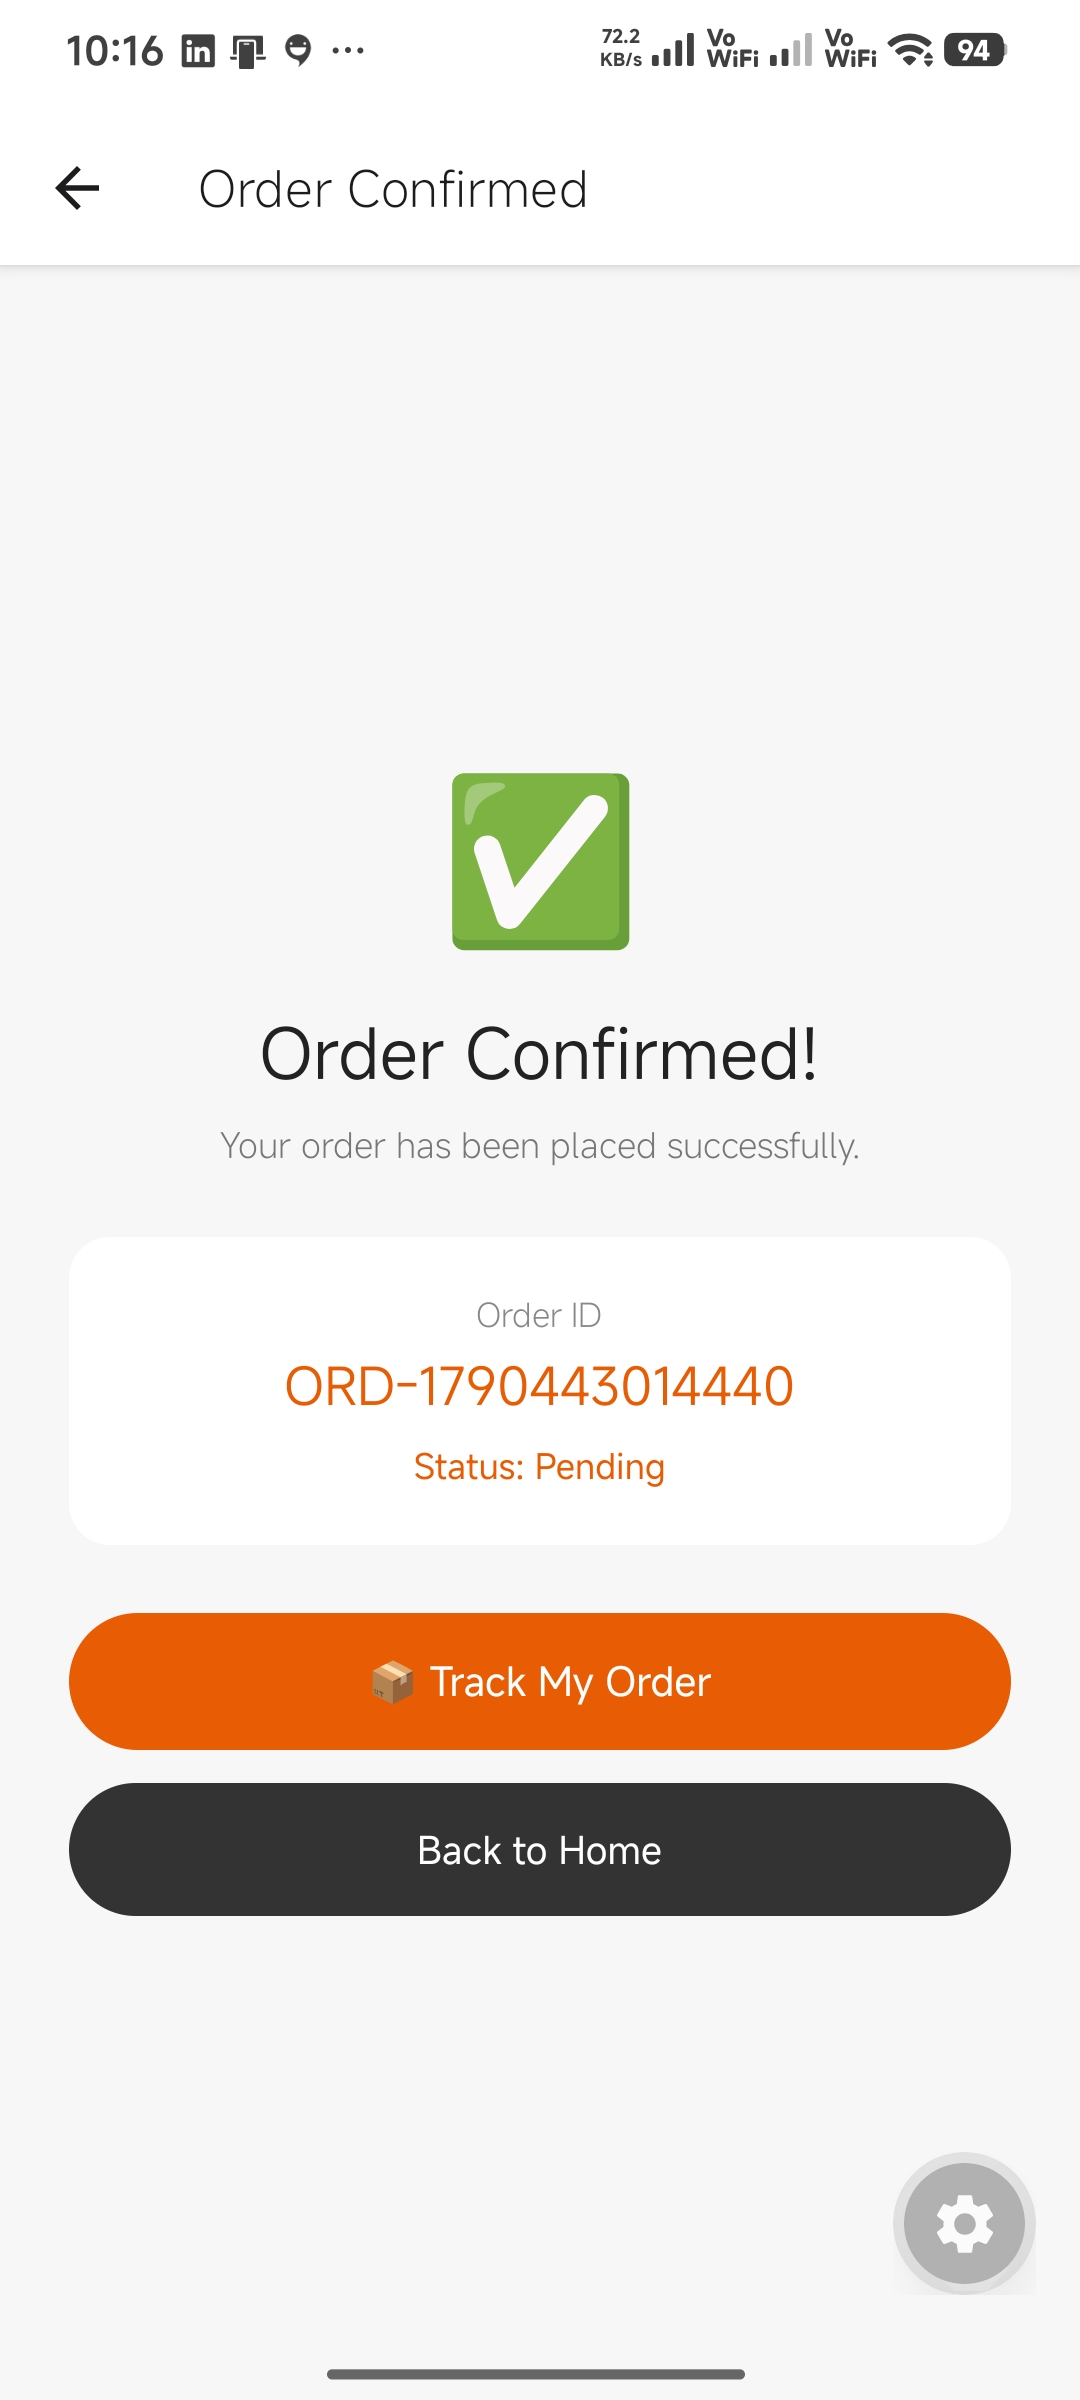 10:16 in ... 72.2 KB/s Vo WiFi Vo WiFi 94
Order Confirmed
Order Confirmed!
Your order has been placed successfully.
Order ID
ORD-1790443014440
Status: Pending
Track My Order
Back to Home